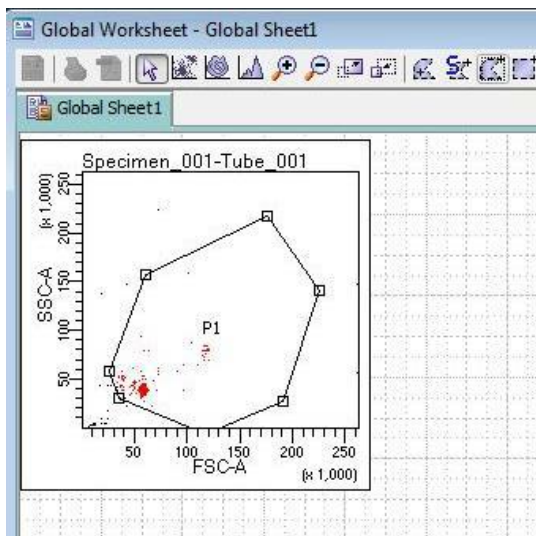 Global Worksheet - Global Sheet1
Global Sheet1
Specimen_001-Tube_001
(x 1,000)
250
200
150
100
50
SSC-A
P1
50 100 150 200 250
FSC-A
(x 1,000)